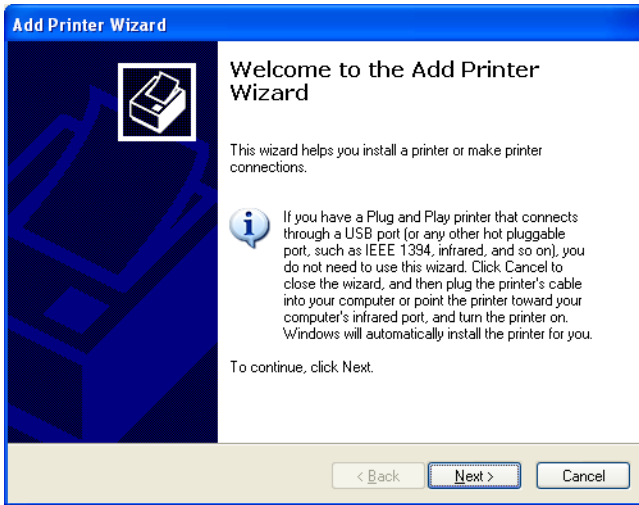 Add Printer Wizard
Welcome to the Add Printer
Wizard
This wizard helps you install a printer or make printer
connections.
If you have a Plug and Play printer that connects
through a USB port (or any other hot pluggable
port, such as IEEE 1394, infrared, and so on), you
do not need to use this wizard. Click Cancel to
close the wizard, and then plug the printer's cable
into your computer or point the printer toward your
computer's infrared port, and turn the printer on.
Windows will automatically install the printer for you.
To continue, click Next.
< Back
Next >
Cancel